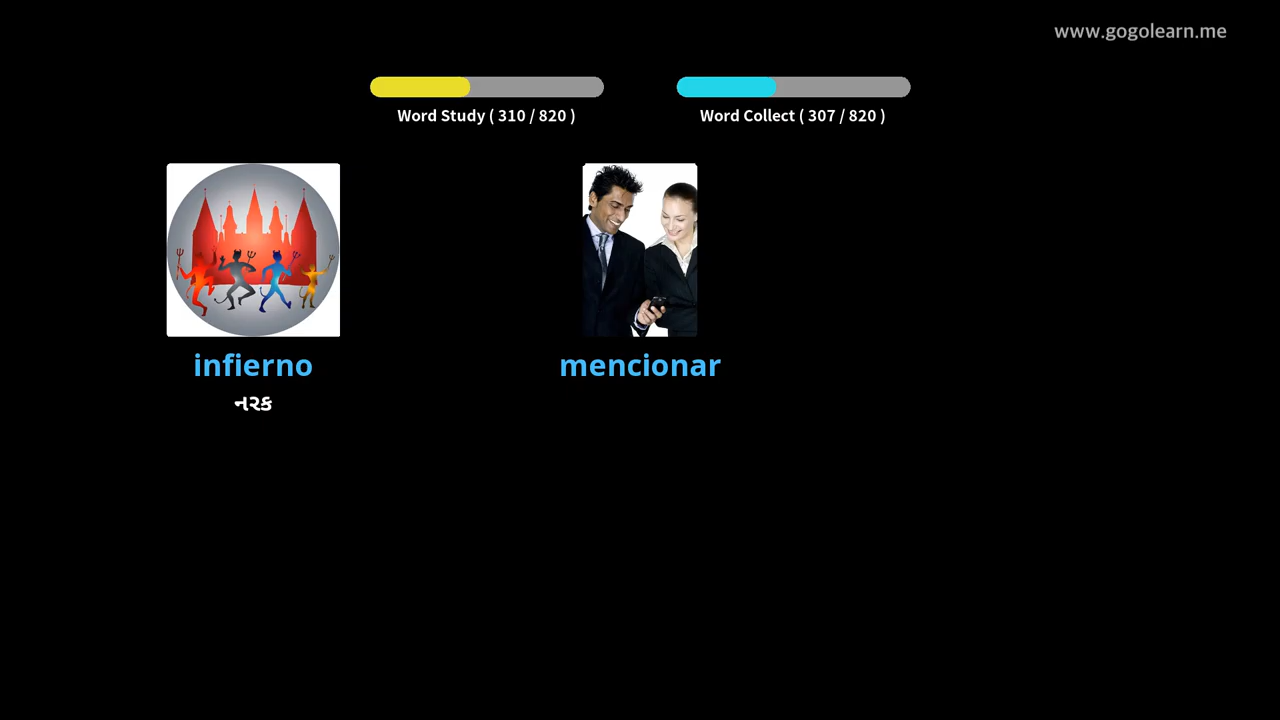 www.gogolearn.me
Word Study ( 310 / 820 )
Word Collect ( 307 / 820 )
infierno
નરક
mencionar